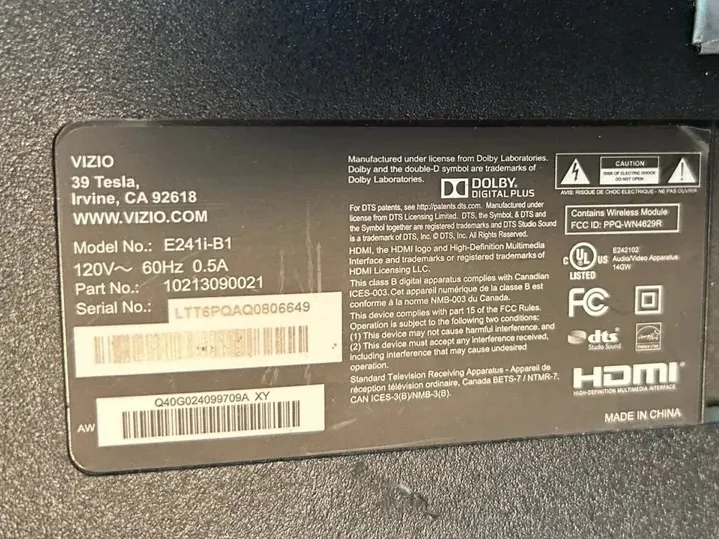 VIZIO
39 Tesla,
Irvine, CA 92618
WWW.VIZIO.COM
Model No.: E241i-B1
120V~ 60Hz 0.5A
Part No.: 10213090021
Serial No.: LTT6PQAQ0806649
Q40G024099709A XY
AW
Manufactured under license from Dolby Laboratories.
Dolby and the double-D symbol are trademarks of
Dolby Laboratories.
DOLBY
DIGITAL PLUS
For DTS patents, see http://patents.dts.com. Manufactured under
license from DTS Licensing Limited. DTS, the Symbol, & DTS and
the Symbol together are registered trademarks and DTS Studio Sound
is a trademark of DTS, Inc. © DTS, Inc. All Rights Reserved.
HDMI, the HDMI logo and High-Definition Multimedia
Interface are trademarks or registered trademarks of
HDMI Licensing LLC.
This class B digital apparatus complies with Canadian
ICES-003. Cet appareil numérique de la classe B est
conforme à la norme NMB-003 du Canada.
This device complies with part 15 of the FCC Rules.
Operation is subject to the following two conditions:
(1) This device may not cause harmful interference, and
(2) This device must accept any interference received,
including interference that may cause undesired
operation.
Standard Television Receiving Apparatus - Appareil de
réception télévision ordinaire, Canada BETS-7 / NTMR-7,
CAN ICES-3(B)/NMB-3(B).
CAUTION
RISK OF ELECTRIC SHOCK
DO NOT OPEN
AVIS: RISQUE DE CHOC ELECTRIQUE - NE PAS OUVRIR
Contains Wireless Module
FCC ID: PPQ-WN4629R
c UL US
LISTED
E242102
Audio/Video Apparatus
14GW
FC
dts
Studio Sound
HDMI
HIGH-DEFINITION MULTIMEDIA INTERFACE
MADE IN CHINA